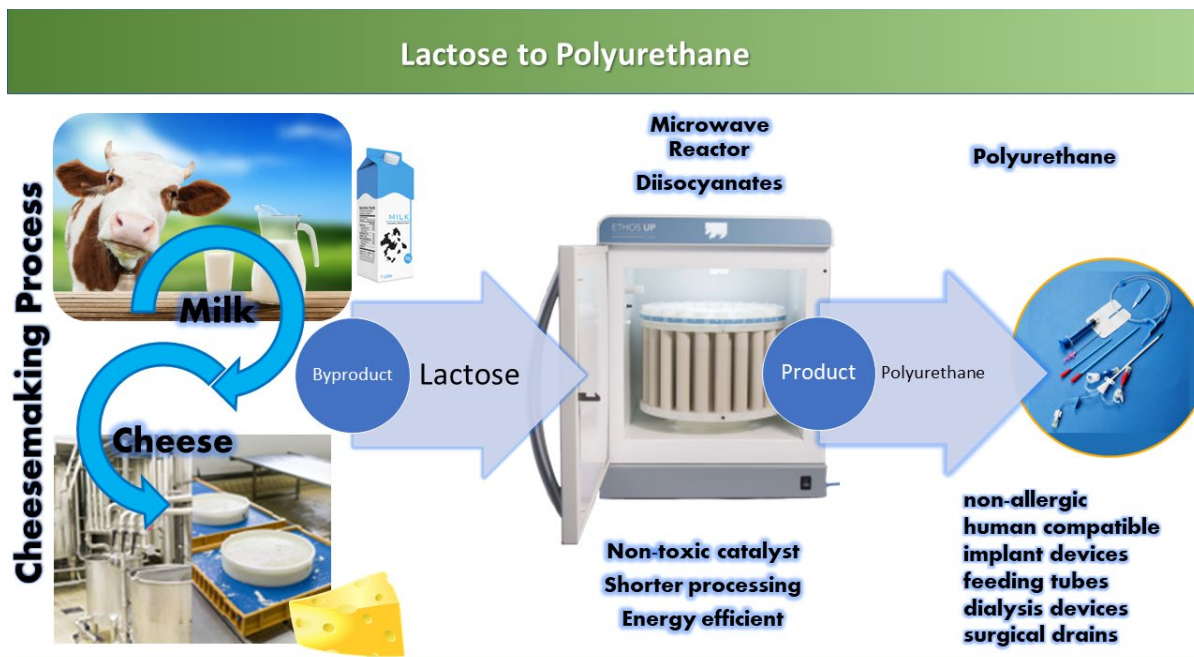 Lactose to Polyurethane
Cheesemaking Process
Milk
Cheese
MILK
Byproduct
Lactose
Microwave
Reactor
Diisocyanates
ETHOS UP
Non-toxic catalyst
Shorter processing
Energy efficient
Product
Polyurethane
Polyurethane
non-allergic
human compatible
implant devices
feeding tubes
dialysis devices
surgical drains